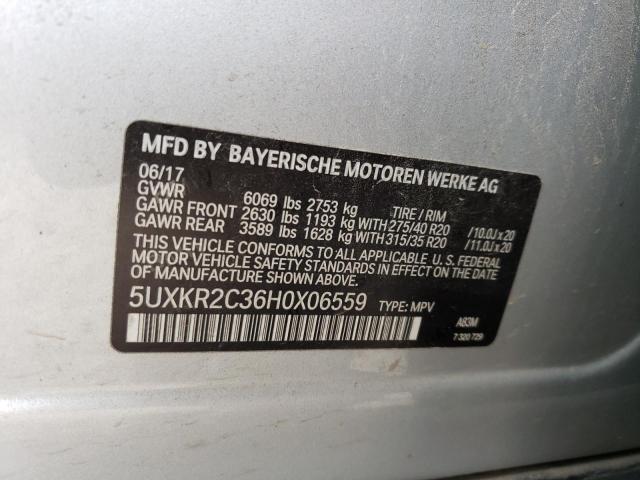 MFD BY BAYERISCHE MOTOREN WERKE AG
06/17
GVWR 6069 lbs 2753 kg TIRE / RIM
GAWR FRONT 2630 lbs 1193 kg WITH 275/40 R20 /10.0J x 20
GAWR REAR 3589 lbs 1628 kg WITH 315/35 R20 /11.0J x 20
THIS VEHICLE CONFORMS TO ALL APPLICABLE U.S. FEDERAL
MOTOR VEHICLE SAFETY STANDARDS IN EFFECT ON THE DATE
OF MANUFACTURE SHOWN ABOVE.
5UXKR2C36H0X06559 TYPE: MPV A83M
7 320 729